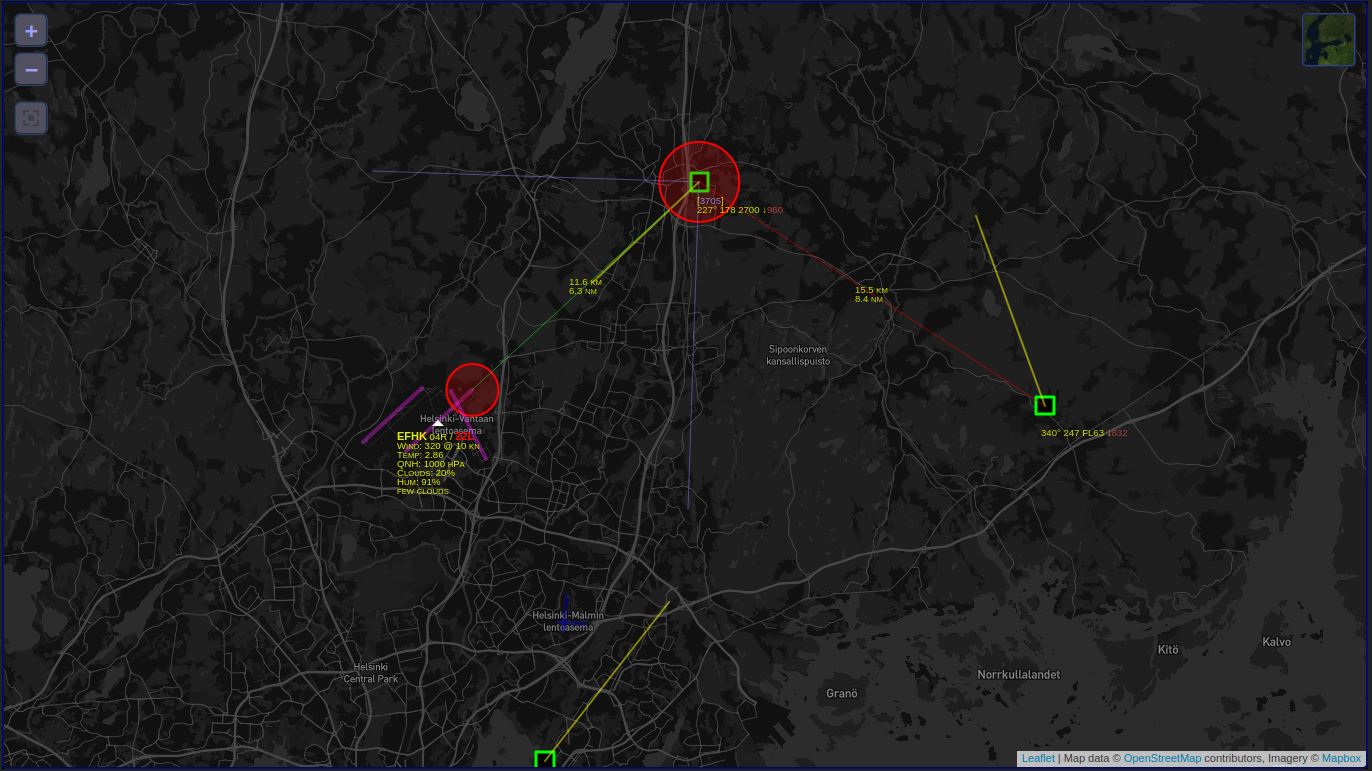 +
−
[3705]
227° 178 2700 ↓960
11.6 KM
6.3 NM
15.5 KM
8.4 NM
Sipoonkorven
kansallispuisto
Helsinki-Vantaan
lentoasema
EFHK 04R / 22L
WIND: 320 @ 10 KN
TEMP: 2.86
QNH: 1000 HPA
CLOUDS: 20%
HUM: 91%
FEW CLOUDS
340° 247 FL63 ↑832
Helsinki-Malmin
lentoasema
Helsinki
Central Park
Kalvo
Kitö
Norrkullalandet
Granö
Leaflet | Map data © OpenStreetMap contributors, Imagery © Mapbox